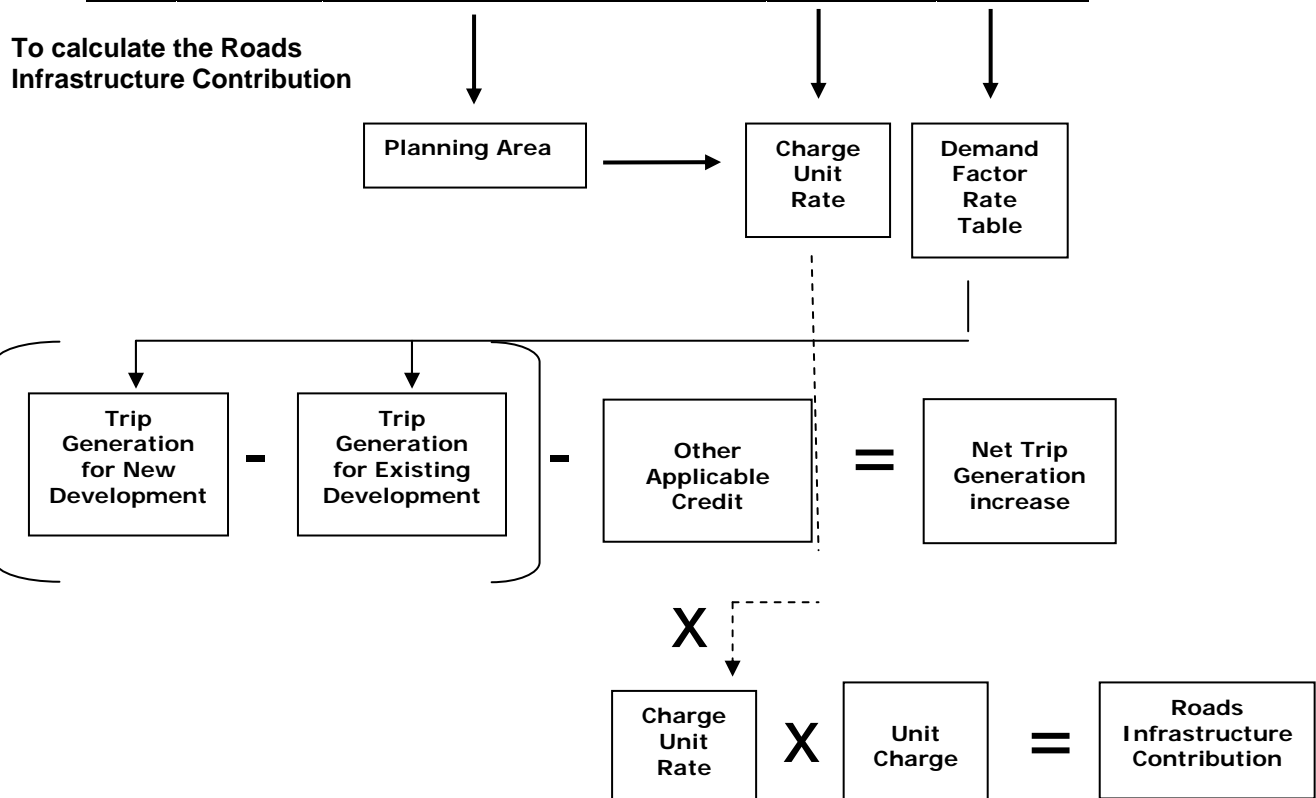 To calculate the Roads
Infrastructure Contribution
Planning Area
Charge
Unit
Rate
Demand
Factor
Rate
Table
Trip
Generation
for New
Development
-
Trip
Generation
for Existing
Development
-
Other
Applicable
Credit
=
Net Trip
Generation
increase
X
Charge
Unit
Rate
X
Unit
Charge
=
Roads
Infrastructure
Contribution